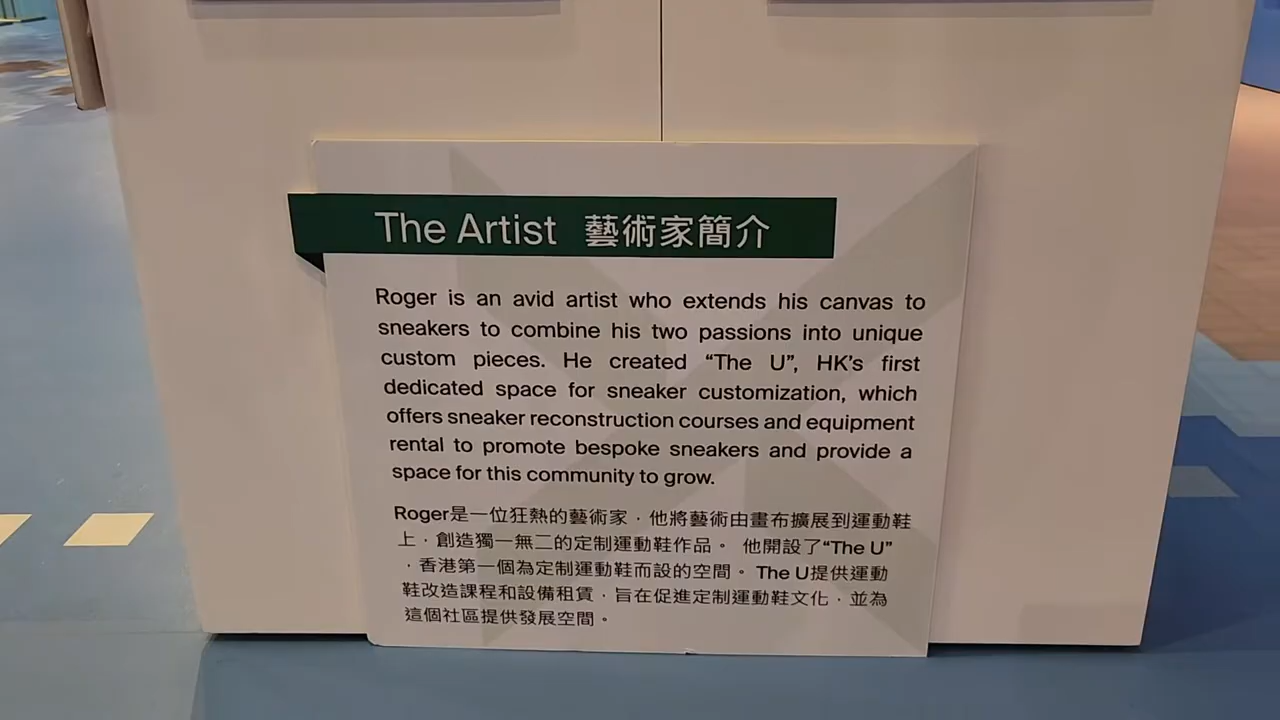 The Artist 藝術家簡介
Roger is an avid artist who extends his canvas to
sneakers to combine his two passions into unique
custom pieces. He created “The U”, HK’s first
dedicated space for sneaker customization, which
offers sneaker reconstruction courses and equipment
rental to promote bespoke sneakers and provide a
space for this community to grow.
Roger是一位狂熱的藝術家，他將藝術由畫布擴展到運動鞋
上，創造獨一無二的定制運動鞋作品。 他開設了“The U”
，香港第一個為定制運動鞋而設的空間。The U提供運動
鞋改造課程和設備租賃，旨在促進定制運動鞋文化，並為
這個社區提供發展空間。